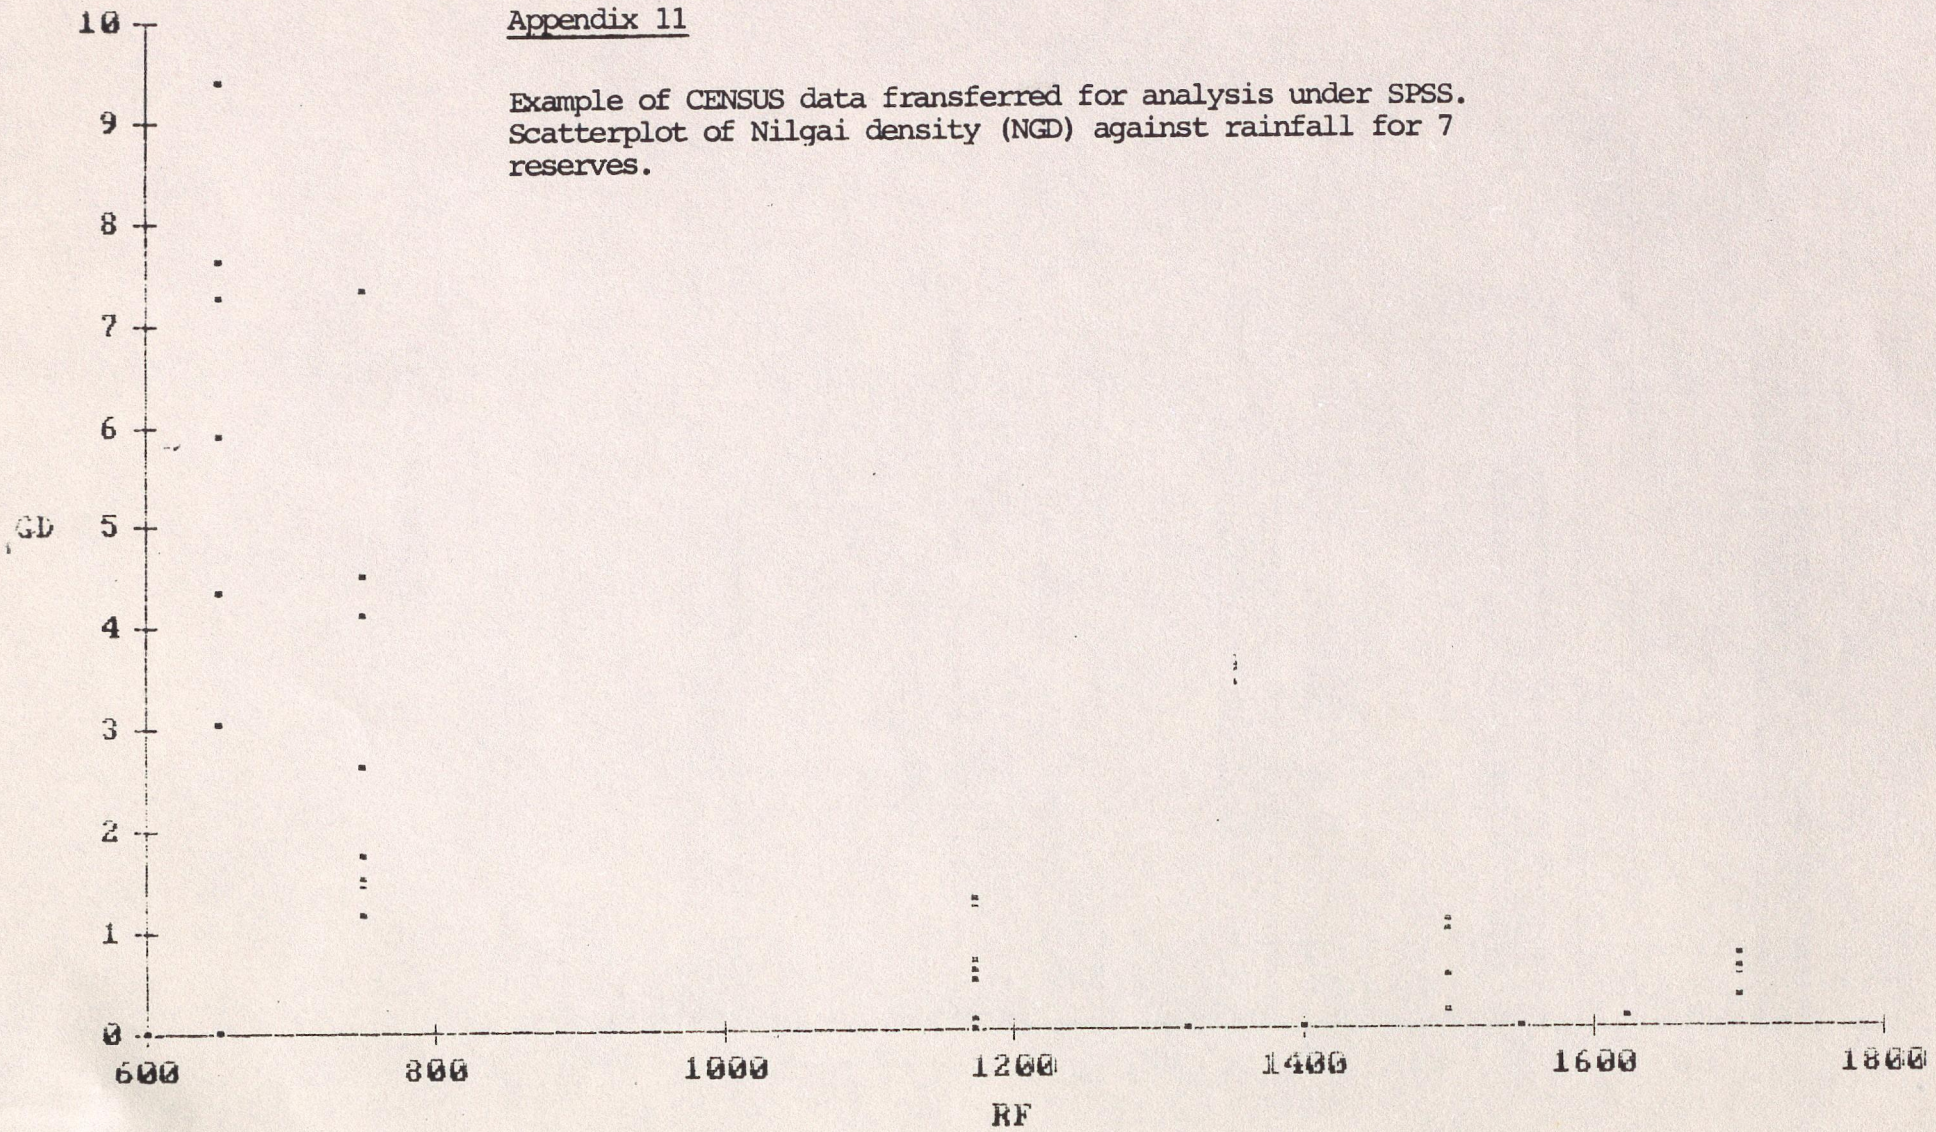 Appendix 11
Example of CENSUS data fransferred for analysis under SPSS.
Scatterplot of Nilgai density (NGD) against rainfall for 7
reserves.
10
9
8
7
6
GD 5
4
3
2
1
0
600 800 1000 1200 1400 1600 1800
RF